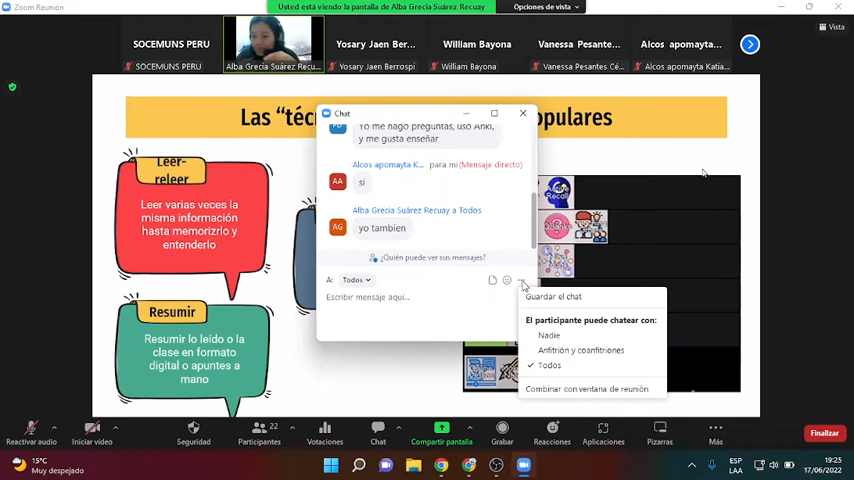 Zoom Reunión
Usted está viendo la pantalla de Alba Grecia Suárez Recuay
Opciones de vista
Vista
SOCEMUNS PERU
Yosary Jaen Ber...
William Bayona
Vanessa Pesante...
Alcos apomayta...
SOCEMUNS PERU
Alba Grecia Suárez Recu...
Yosary Jaen Berrospi
William Bayona
Vanessa Pesantes Cé...
Alcos apomayta Katia...
Las "téc
opulares
Leer-
releer
Leer varias veces la
misma información
hasta memorizrlo y
entenderlo
Resumir
Resumir lo leído o la
clase en formato
digital o apuntes a
mano
Chat
Yo me hago preguntas, uso Anki,
y me gusta enseñar
Alcos apomayta K... para mí (Mensaje directo)
AA
si
Alba Grecia Suárez Recuay a Todos
AG
yo tambien
¿Quién puede ver sus mensajes?
A: Todos
Escribir mensaje aquí...
Guardar el chat
El participante puede chatear con:
Nadie
Anfitrión y coanfitriones
Todos
Combinar con ventana de reunión
Recall
Reactivar audio
Iniciar video
Seguridad
Participantes
22
Votaciones
Chat
Compartir pantalla
Grabar
Reacciones
Aplicaciones
Pizarras
Más
Finalizar
15°C
Muy despejado
ESP
LAA
19:25
17/06/2022